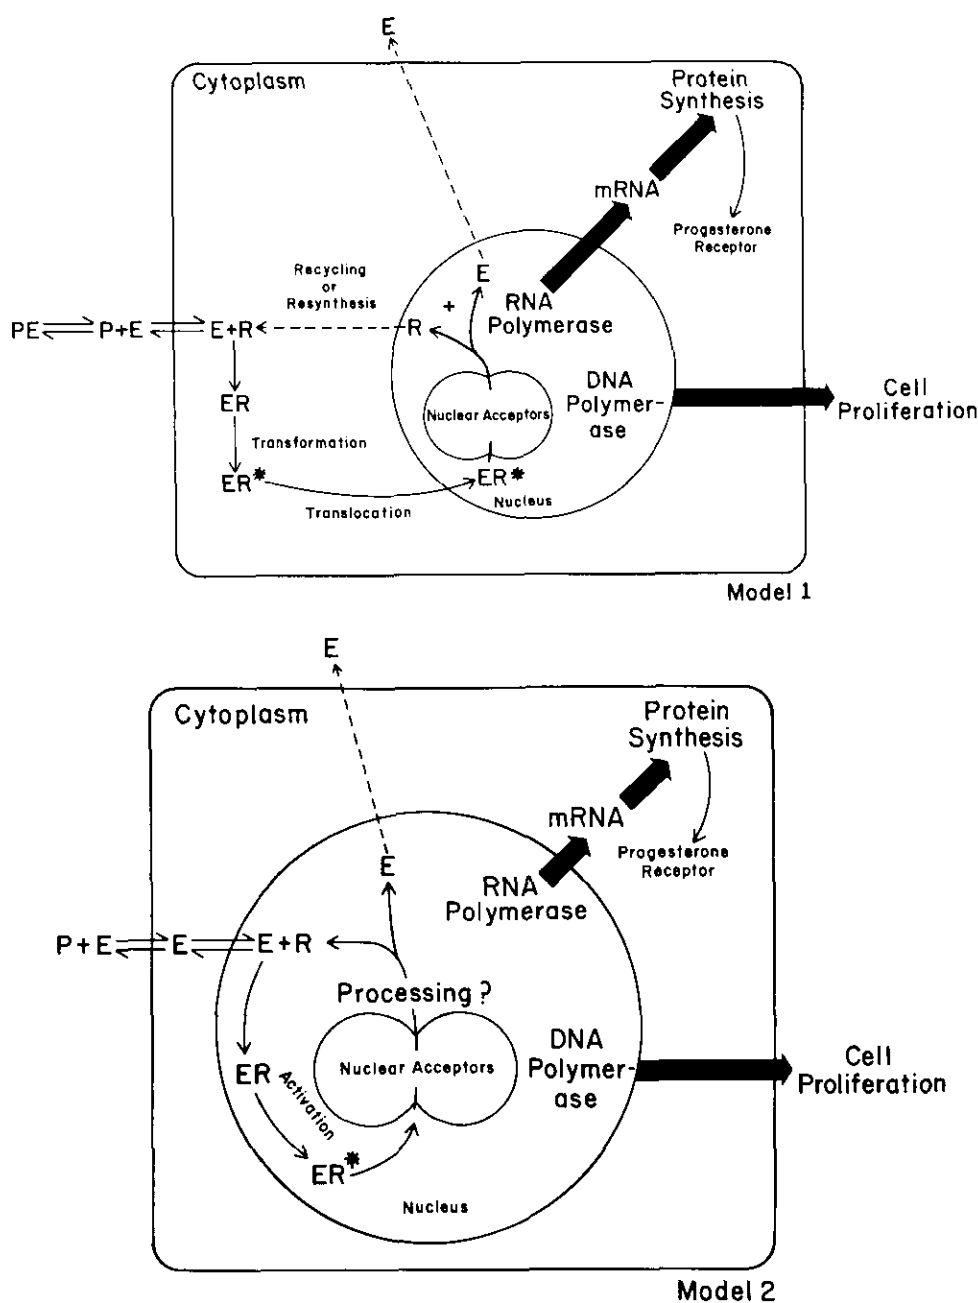 E
Cytoplasm
Protein
Synthesis
mRNA
Progesterone
Receptor
E
Recycling
or
Resynthesis
+
RNA
Polymerase
PE P+E E+R R
ER
DNA
Polymer-
ase
Nuclear Acceptors
Cell
Proliferation
Transformation
ER* ER*
Nucleus
Translocation
Model 1
E
Cytoplasm
Protein
Synthesis
mRNA
Progesterone
Receptor
E
RNA
Polymerase
P+E E E+R
Processing ?
Nuclear Acceptors
DNA
Polymer-
ase
Cell
Proliferation
ER
Activation
ER*
Nucleus
Model 2